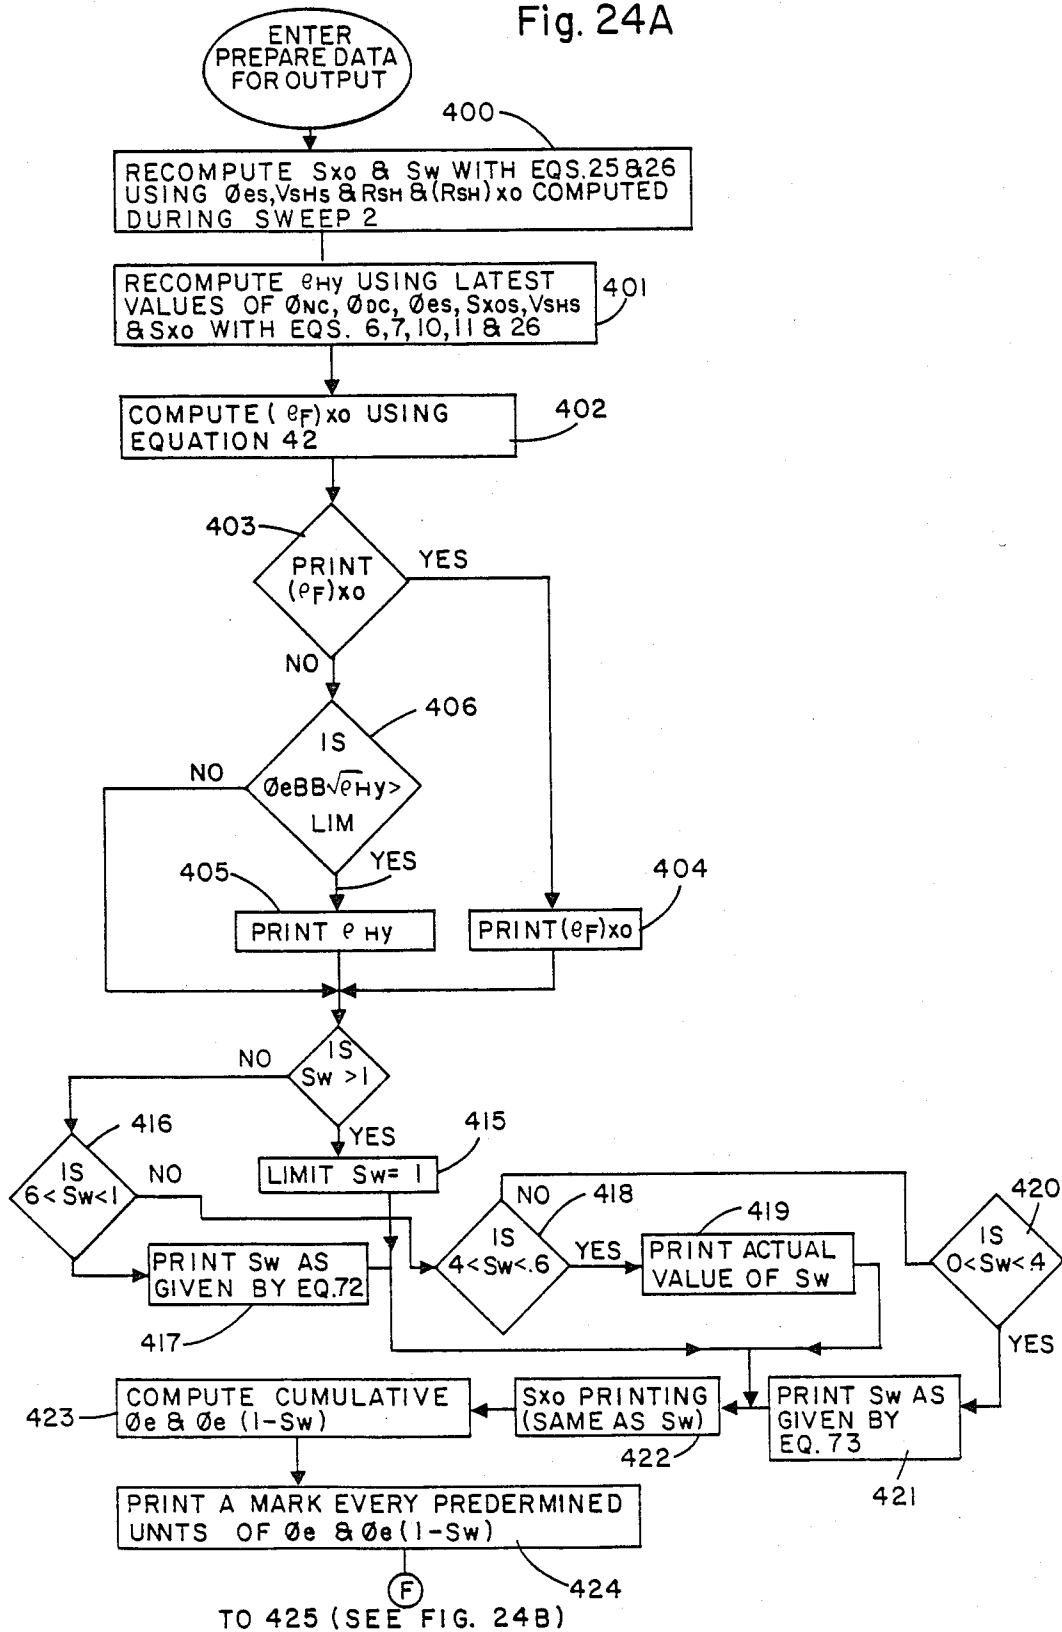 Fig. 24A
ENTER
PREPARE DATA
FOR OUTPUT
400
RECOMPUTE Sxo & Sw WITH EQS. 25 & 26
USING Øes, VSHs & RSH & (RSH)xo COMPUTED
DURING SWEEP 2
RECOMPUTE ρHy USING LATEST
VALUES OF ØNC, ØDC, Øes, Sxos, VSHs
& Sxo WITH EQS. 6, 7, 10, 11 & 26
401
COMPUTE (ρF)xo USING
EQUATION 42
402
403
PRINT
(ρF)xo
YES
NO
406
IS
ØeBB√ρHy>
LIM
NO
YES
405
404
PRINT ρHy
PRINT (ρF)xo
IS
Sw >1
NO
YES
416
IS
6< Sw<1
NO
415
LIMIT Sw= 1
NO
418
IS
4<Sw<.6
YES
419
PRINT ACTUAL
VALUE OF Sw
420
IS
0<Sw<.4
YES
PRINT Sw AS
GIVEN BY EQ.72
417
423
COMPUTE CUMULATIVE
Øe & Øe (1-Sw)
Sxo PRINTING
(SAME AS Sw)
422
PRINT Sw AS
GIVEN BY
EQ. 73
421
PRINT A MARK EVERY PREDERMINED
UNNTS OF Øe & Øe (1-Sw)
424
F
TO 425 (SEE FIG. 24B)